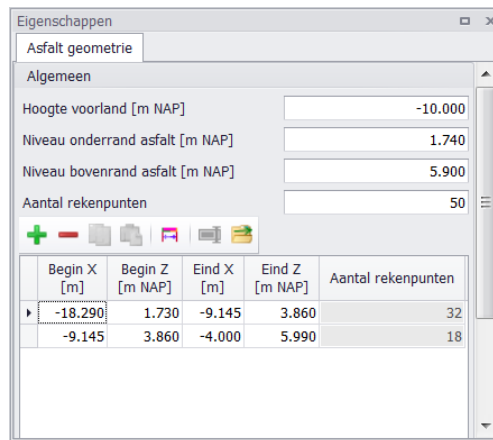 Eigenschappen
Asfalt geometrie
Algemeen
Hoogte voorland [m NAP] -10.000
Niveau onderrand asfalt [m NAP] 1.740
Niveau bovenrand asfalt [m NAP] 5.900
Aantal rekenpunten 50
Begin X Begin Z Eind X Eind Z Aantal rekenpunten
[m] [m NAP] [m] [m NAP]
-18.290 1.730 -9.145 3.860 32
-9.145 3.860 -4.000 5.990 18